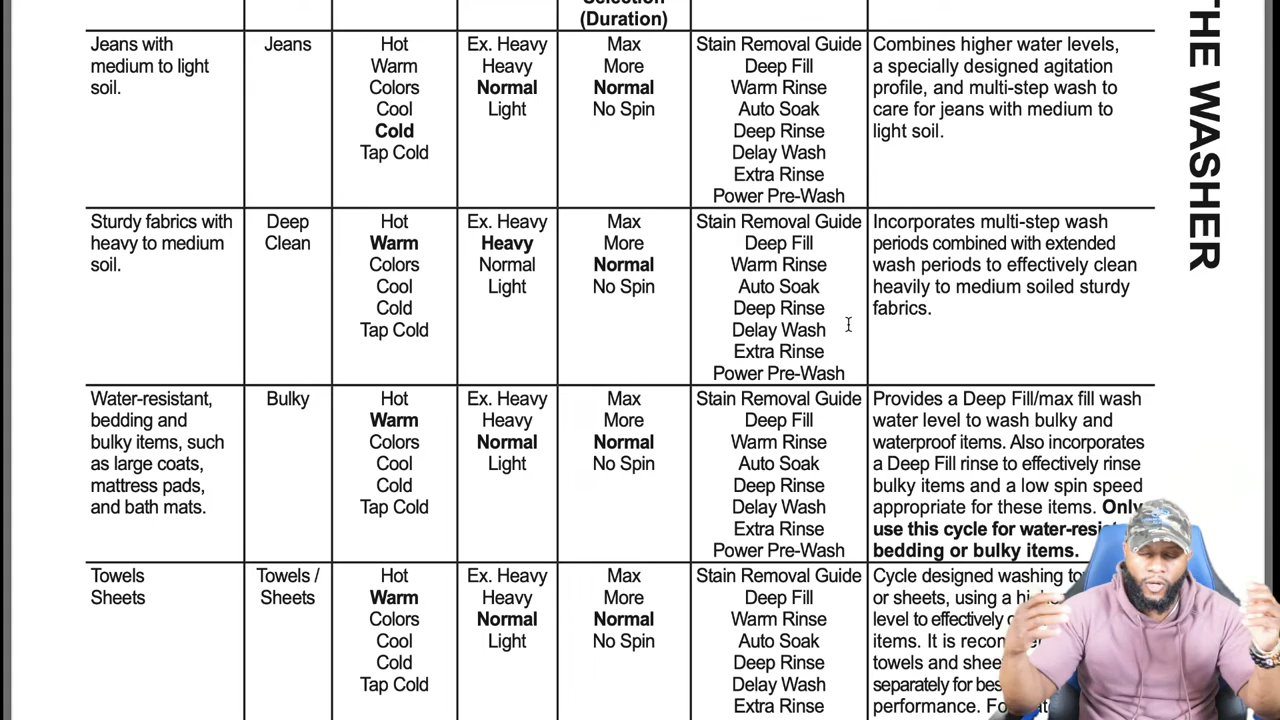 Selection
(Duration)
THE WASHER
Jeans with
medium to light
soil.
Jeans
Hot
Warm
Colors
Cool
Cold
Tap Cold
Ex. Heavy
Heavy
Normal
Light
Max
More
Normal
No Spin
Stain Removal Guide
Deep Fill
Warm Rinse
Auto Soak
Deep Rinse
Delay Wash
Extra Rinse
Power Pre-Wash
Combines higher water levels,
a specially designed agitation
profile, and multi-step wash to
care for jeans with medium to
light soil.
Sturdy fabrics with
heavy to medium
soil.
Deep
Clean
Hot
Warm
Colors
Cool
Cold
Tap Cold
Ex. Heavy
Heavy
Normal
Light
Max
More
Normal
No Spin
Stain Removal Guide
Deep Fill
Warm Rinse
Auto Soak
Deep Rinse
Delay Wash
Extra Rinse
Power Pre-Wash
Incorporates multi-step wash
periods combined with extended
wash periods to effectively clean
heavily to medium soiled sturdy
fabrics.
Water-resistant,
bedding and
bulky items, such
as large coats,
mattress pads,
and bath mats.
Bulky
Hot
Warm
Colors
Cool
Cold
Tap Cold
Ex. Heavy
Heavy
Normal
Light
Max
More
Normal
No Spin
Stain Removal Guide
Deep Fill
Warm Rinse
Auto Soak
Deep Rinse
Delay Wash
Extra Rinse
Power Pre-Wash
Provides a Deep Fill/max fill wash
water level to wash bulky and
waterproof items. Also incorporates
a Deep Fill rinse to effectively rinse
bulky items and a low spin speed
appropriate for these items. Only
use this cycle for
bedding or bulky items.
Towels
Sheets
Towels /
Sheets
Hot
Warm
Colors
Cool
Cold
Tap Cold
Ex. Heavy
Heavy
Normal
Light
Max
More
Normal
No Spin
Stain Removal Guide
Deep Fill
Warm Rinse
Auto Soak
Deep Rinse
Delay Wash
Extra Rinse
Cycle designed washing
or sheets, using a
level to effectively
items. It is
towels and
separately for
performance.